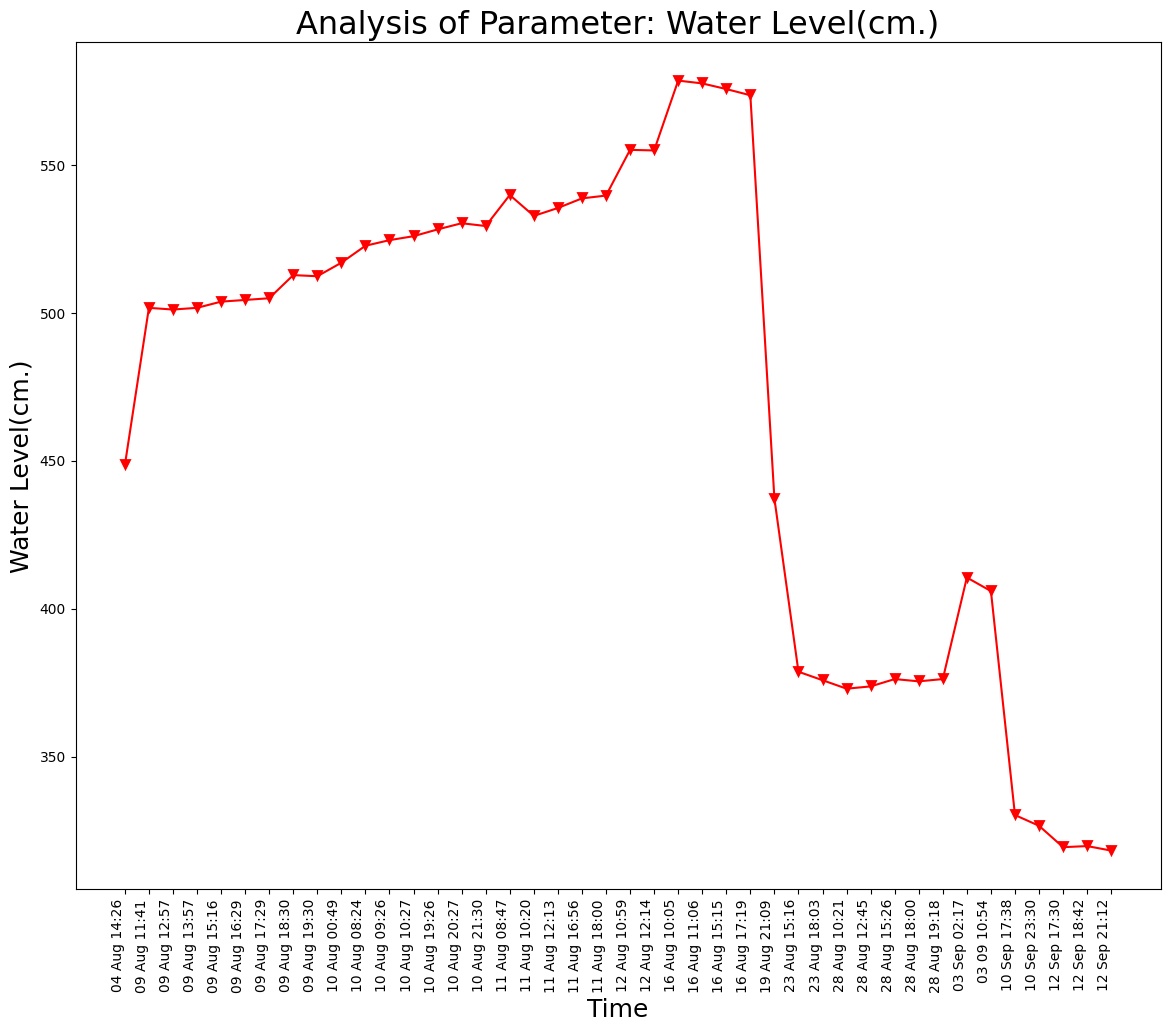 Analysis of Parameter: Water Level(cm.)
Water Level(cm.)
550
500
450
400
350
04 Aug 14:26
09 Aug 11:41
09 Aug 12:57
09 Aug 13:57
09 Aug 15:16
09 Aug 16:29
09 Aug 17:29
09 Aug 18:30
09 Aug 19:30
10 Aug 00:49
10 Aug 08:24
10 Aug 09:26
10 Aug 10:27
10 Aug 19:26
10 Aug 20:27
10 Aug 21:30
11 Aug 08:47
11 Aug 10:20
11 Aug 12:13
11 Aug 16:56
11 Aug 18:00
12 Aug 10:59
12 Aug 12:14
16 Aug 10:05
16 Aug 11:06
16 Aug 15:15
16 Aug 17:19
19 Aug 21:09
23 Aug 15:16
23 Aug 18:03
28 Aug 10:21
28 Aug 12:45
28 Aug 15:26
28 Aug 18:00
28 Aug 19:18
03 Sep 02:17
03 09 10:54
10 Sep 17:38
10 Sep 23:30
12 Sep 17:30
12 Sep 18:42
12 Sep 21:12
Time